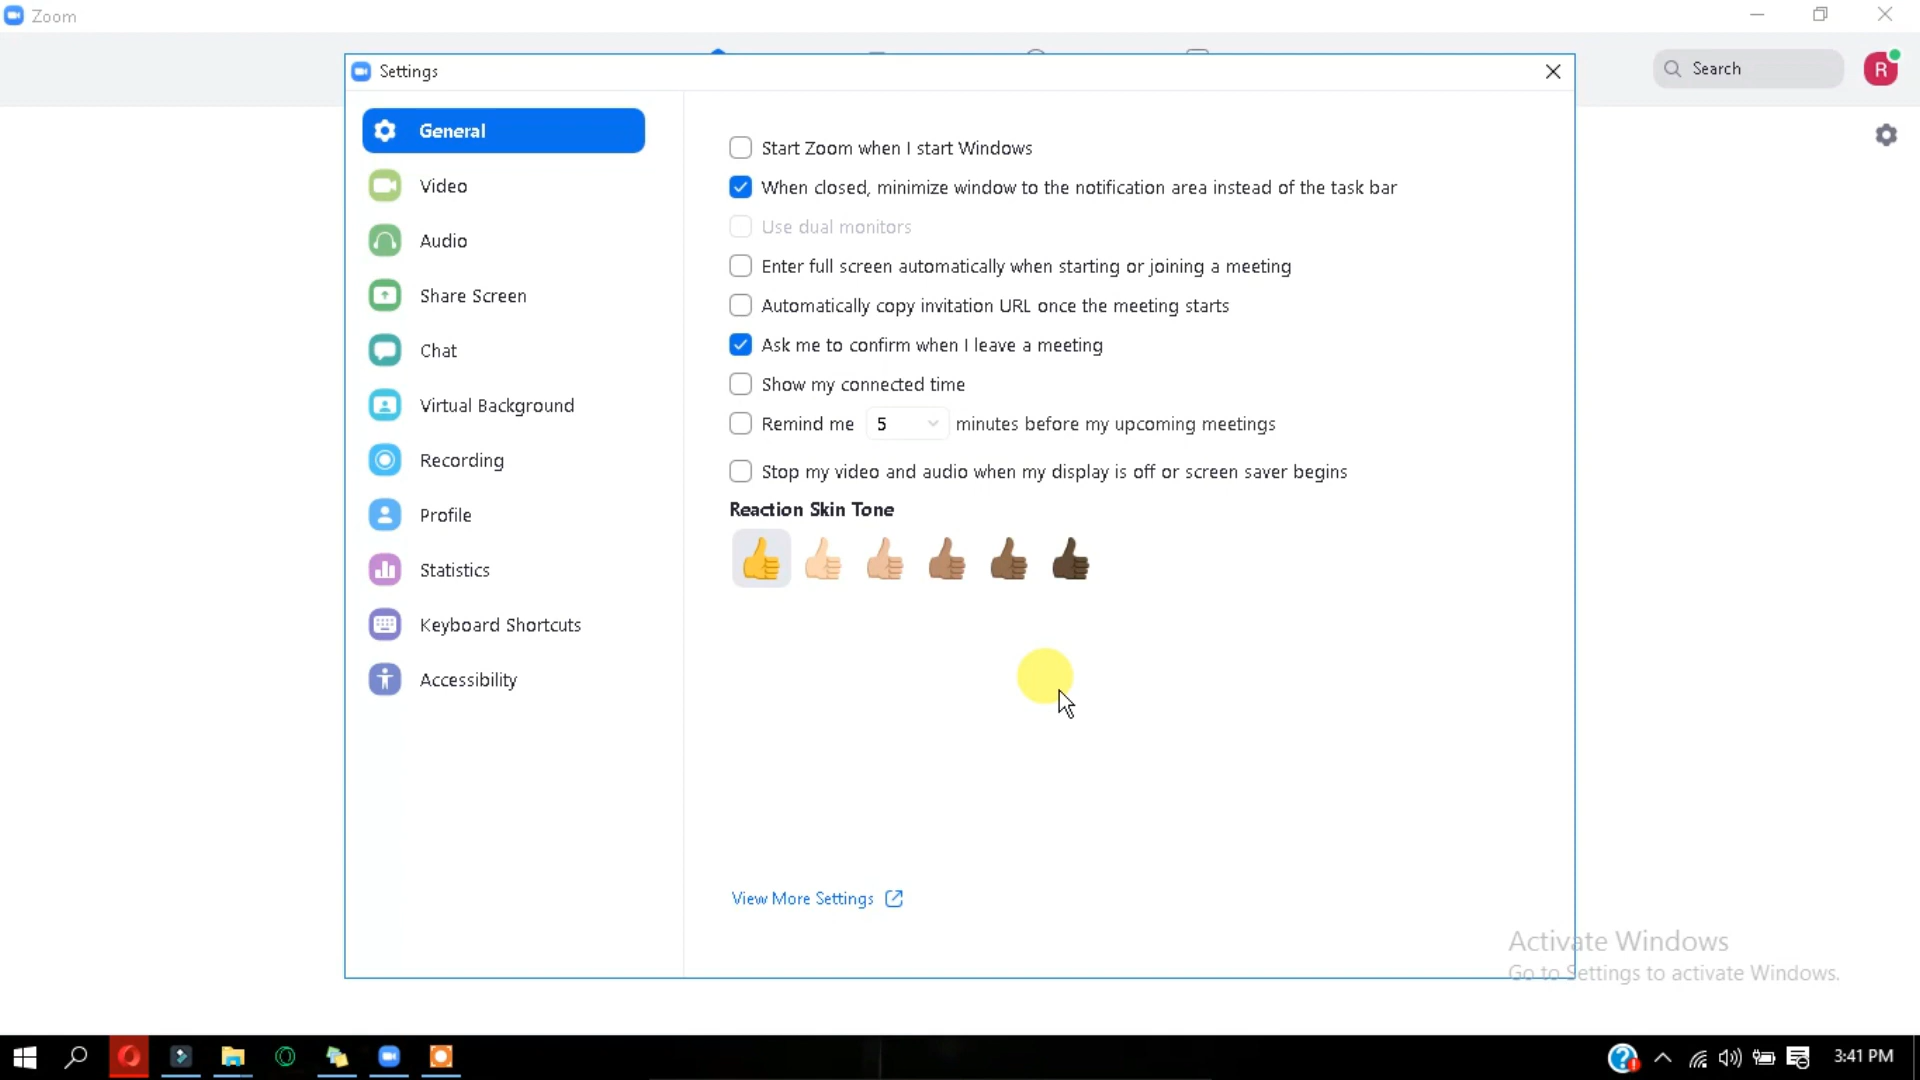 Zoom
Search
R
Settings
General
Video
Audio
Share Screen
Chat
Virtual Background
Recording
Profile
Statistics
Keyboard Shortcuts
Accessibility
Start Zoom when I start Windows
When closed, minimize window to the notification area instead of the task bar
Use dual monitors
Enter full screen automatically when starting or joining a meeting
Automatically copy invitation URL once the meeting starts
Ask me to confirm when I leave a meeting
Show my connected time
Remind me 5 minutes before my upcoming meetings
Stop my video and audio when my display is off or screen saver begins
Reaction Skin Tone
View More Settings
Activate Windows
Go to Settings to activate Windows.
3:41 PM